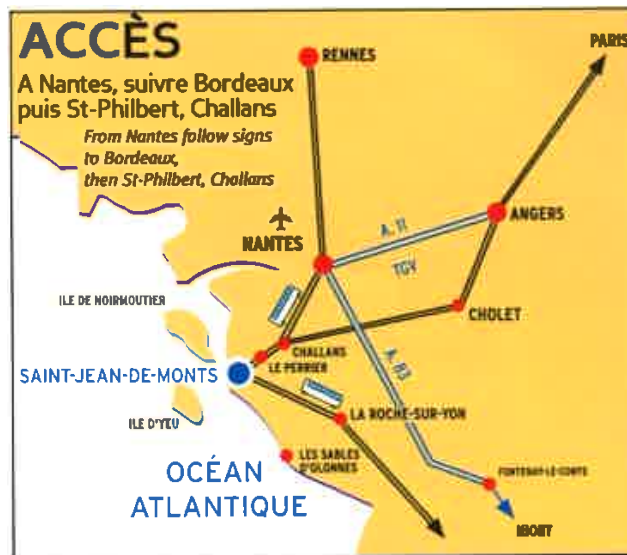 ACCÈS
A Nantes, suivre Bordeaux
puis St-Philbert, Challans
From Nantes follow signs
to Bordeaux,
then St-Philbert, Challans
RENNES
PARIS
ANGERS
A. 11
TGV
NANTES
CHOLET
ILE DE NOIRMOUTIER
CHALLANS
LE PERRIER
SAINT-JEAN-DE-MONTS
A. 83
LA ROCHE-SUR-YON
ILE D'YEU
LES SABLES
D'OLONNES
OCÉAN
ATLANTIQUE
FONTENAY-LE-COMTE
NIORT